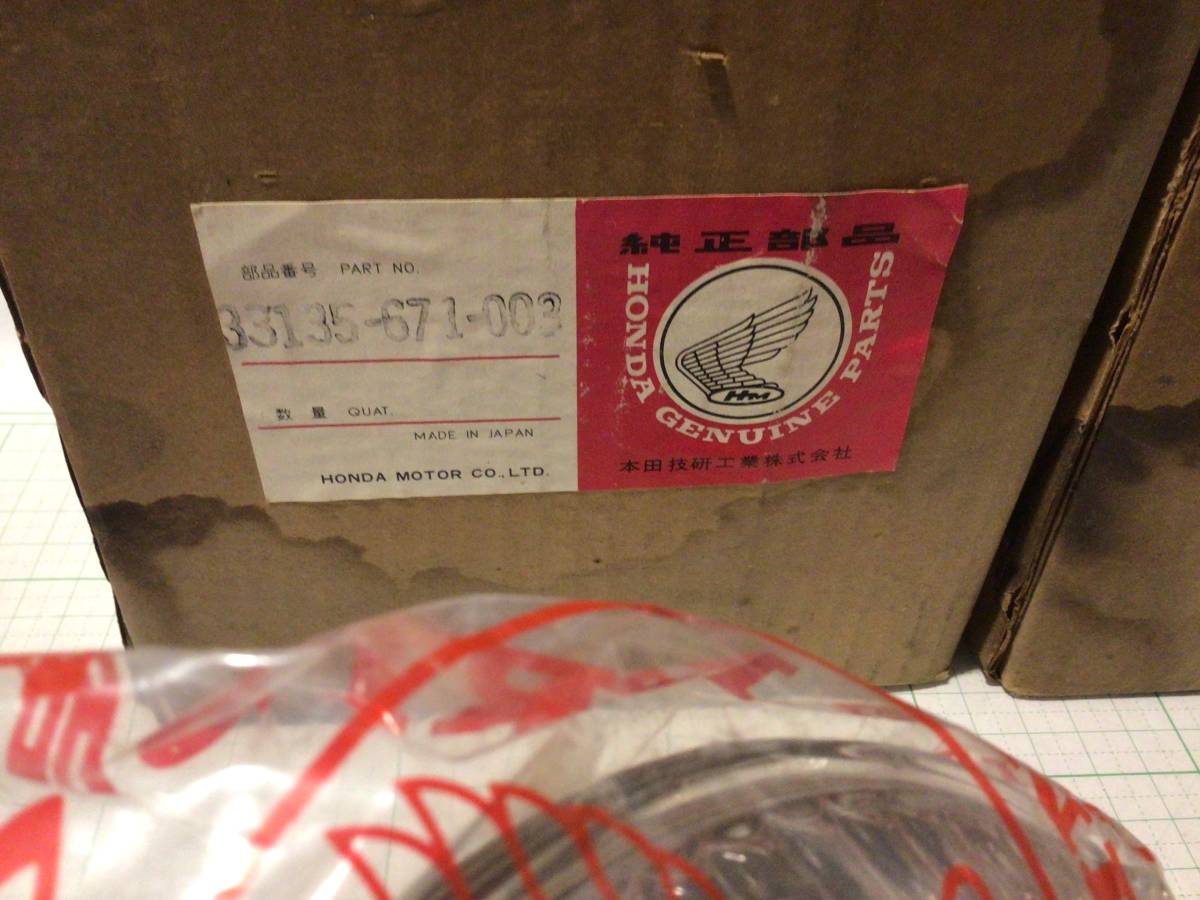 部品番号 PART NO.
33135-671-003
数量 QUAT.
MADE IN JAPAN
HONDA MOTOR CO., LTD.
純正部品
HONDA GENUINE PARTS
HM
本田技研工業株式会社